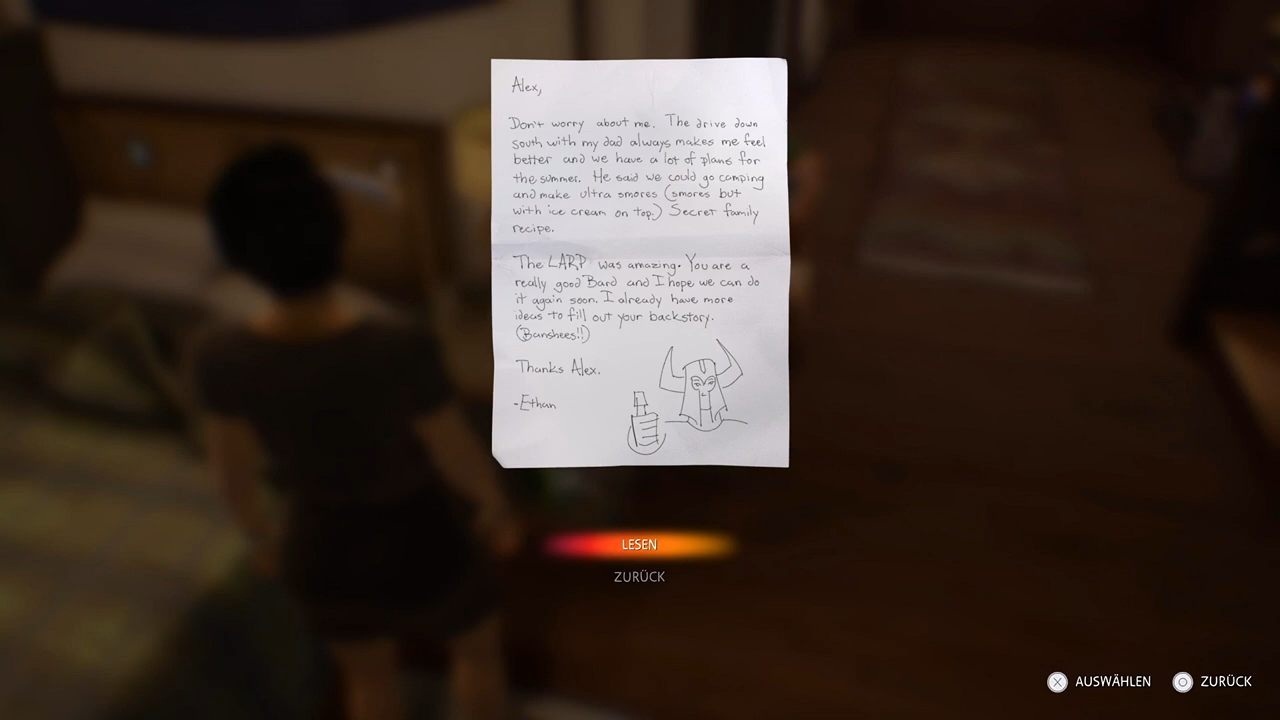 Alex,
Don't worry about me. The drive down
south with my dad always makes me feel
better and we have a lot of plans for
the summer. He said we could go camping
and make ultra smores (smores but
with ice cream on top.) Secret family
recipe.
The LARP was amazing. You are a
really good Bard and I hope we can do
it again soon. I already have more
ideas to fill out your backstory.
(Banshees!!)
Thanks Alex.
-Ethan
LESEN
ZURÜCK
AUSWÄHLEN ZURÜCK